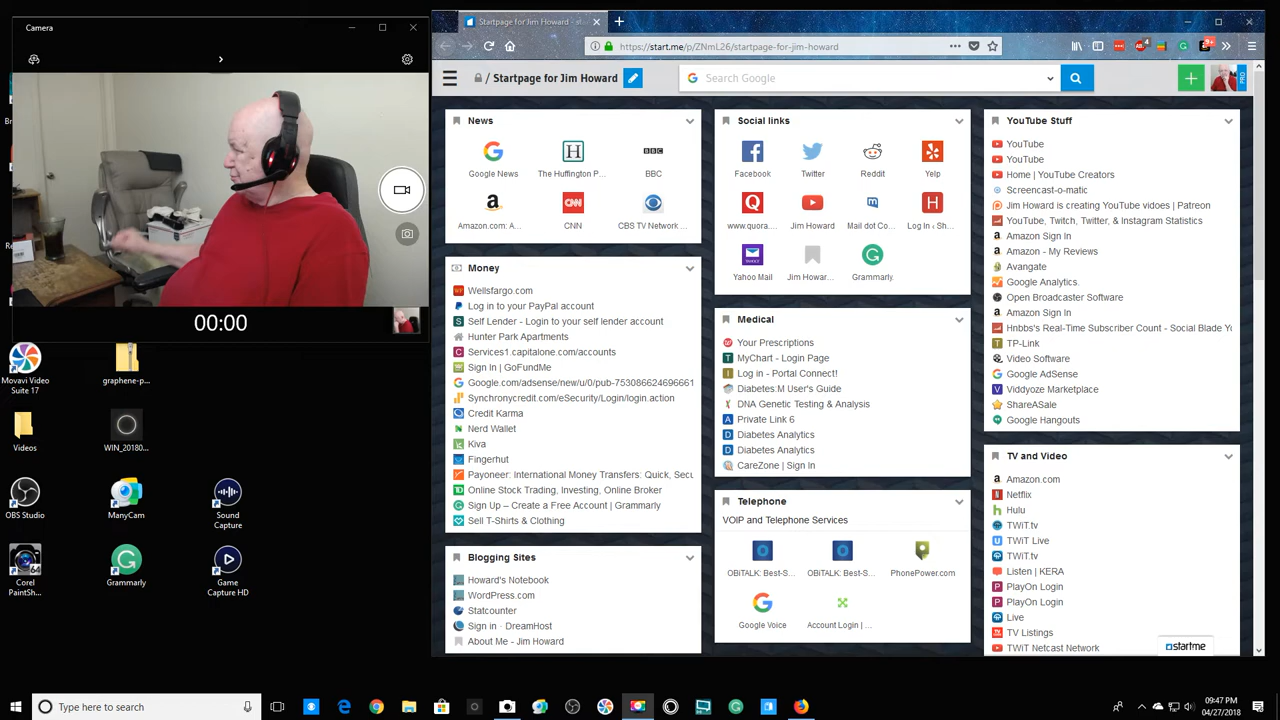 Camera
00:00
Movavi Video
Suite 17
graphene-p...
Videos
WIN_20180...
OBS Studio
ManyCam
Sound
Capture
Corel
PaintSh...
Grammarly
Game
Capture HD
Startpage for Jim Howard - sta
https://start.me/p/ZNmL26/startpage-for-jim-howard
4
9+
/ Startpage for Jim Howard
Search Google
PRO
News
Google News
The Huffington P...
BBC
Amazon.com: A...
CNN
CBS TV Network ...
Money
Wellsfargo.com
Log in to your PayPal account
Self Lender - Login to your self lender account
Hunter Park Apartments
Services1.capitalone.com/accounts
Sign In | GoFundMe
Google.com/adsense/new/u/0/pub-753086624696661
Synchronycredit.com/eSecurity/Login/login.action
Credit Karma
Nerd Wallet
Kiva
Fingerhut
Payoneer: International Money Transfers: Quick, Secu
Online Stock Trading, Investing, Online Broker
Sign Up – Create a Free Account | Grammarly
Sell T-Shirts & Clothing
Blogging Sites
Howard's Notebook
WordPress.com
Statcounter
Sign in · DreamHost
About Me - Jim Howard
Social links
Facebook
Twitter
Reddit
Yelp
www.quora....
Jim Howard
Mail dot Co...
Log In ‹ Sh...
Yahoo Mail
Jim Howar...
Grammarly.
Medical
Your Prescriptions
MyChart - Login Page
Log in - Portal Connect!
Diabetes:M User's Guide
DNA Genetic Testing & Analysis
Private Link 6
Diabetes Analytics
Diabetes Analytics
CareZone | Sign In
Telephone
VOIP and Telephone Services
OBiTALK: Best-S...
OBiTALK: Best-S...
PhonePower.com
Google Voice
Account Login | ...
YouTube Stuff
YouTube
YouTube
Home | YouTube Creators
Screencast-o-matic
Jim Howard is creating YouTube vidoes | Patreon
YouTube, Twitch, Twitter, & Instagram Statistics
Amazon Sign In
Amazon - My Reviews
Avangate
Google Analytics.
Open Broadcaster Software
Amazon Sign In
Hnbbs's Real-Time Subscriber Count - Social Blade Yo
TP-Link
Video Software
Google AdSense
Viddyoze Marketplace
ShareASale
Google Hangouts
TV and Video
Amazon.com
Netflix
Hulu
TWiT.tv
TWiT Live
TWiT.tv
Listen | KERA
PlayOn Login
PlayOn Login
Live
TV Listings
TWiT Netcast Network
startme
Type here to search
09:47 PM
04/27/2018